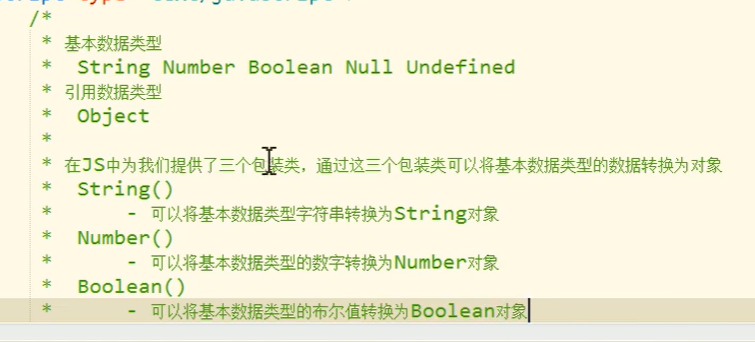 /*
* 基本数据类型
* String Number Boolean Null Undefined
* 引用数据类型
* Object
*
* 在JS中为我们提供了三个包装类，通过这三个包装类可以将基本数据类型的数据转换为对象
* String()
* - 可以将基本数据类型字符串转换为String对象
* Number()
* - 可以将基本数据类型的数字转换为Number对象
* Boolean()
* - 可以将基本数据类型的布尔值转换为Boolean对象